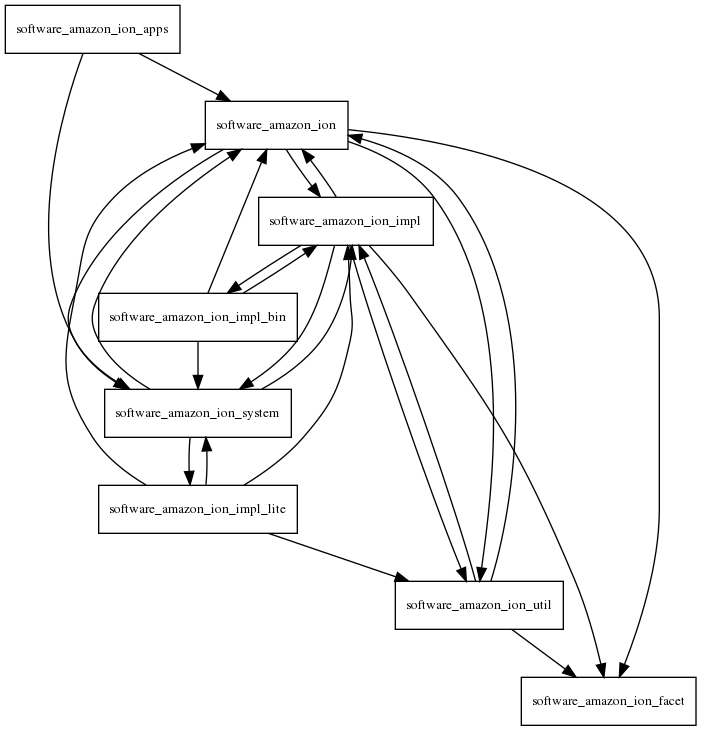 software_amazon_ion_apps
software_amazon_ion
software_amazon_ion_impl
software_amazon_ion_impl_bin
software_amazon_ion_system
software_amazon_ion_impl_lite
software_amazon_ion_util
software_amazon_ion_facet